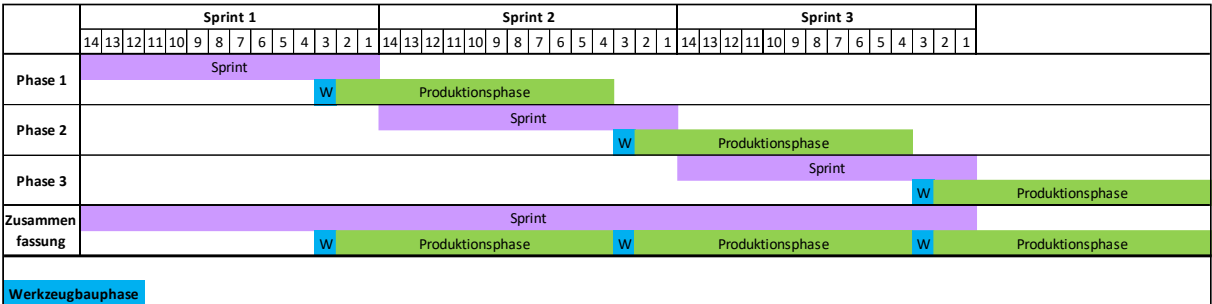 Sprint 1 Sprint 2 Sprint 3
14 13 12 11 10 9 8 7 6 5 4 3 2 1 14 13 12 11 10 9 8 7 6 5 4 3 2 1 14 13 12 11 10 9 8 7 6 5 4 3 2 1
Phase 1
Sprint
W Produktionsphase
Phase 2
Sprint
W Produktionsphase
Phase 3
Sprint
W Produktionsphase
Zusammen
fassung
Sprint
W Produktionsphase W Produktionsphase W Produktionsphase
Werkzeugbauphase